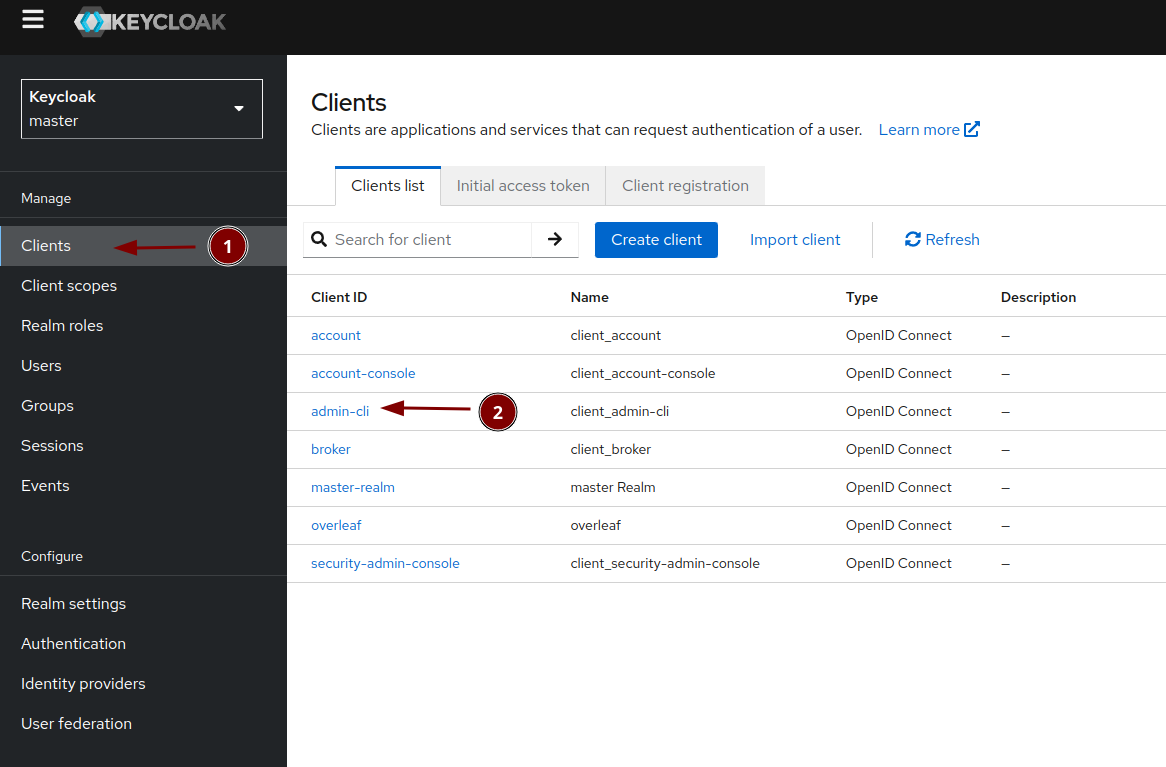 KEYCLOAK
Keycloak
master
Manage
Clients
1
Client scopes
Realm roles
Users
Groups
Sessions
Events
Configure
Realm settings
Authentication
Identity providers
User federation
Clients
Clients are applications and services that can request authentication of a user. Learn more
Clients list Initial access token Client registration
Search for client Create client Import client Refresh
Client ID Name Type Description
account client_account OpenID Connect –
account-console client_account-console OpenID Connect –
admin-cli 2 client_admin-cli OpenID Connect –
broker client_broker OpenID Connect –
master-realm master Realm OpenID Connect –
overleaf overleaf OpenID Connect –
security-admin-console client_security-admin-console OpenID Connect –